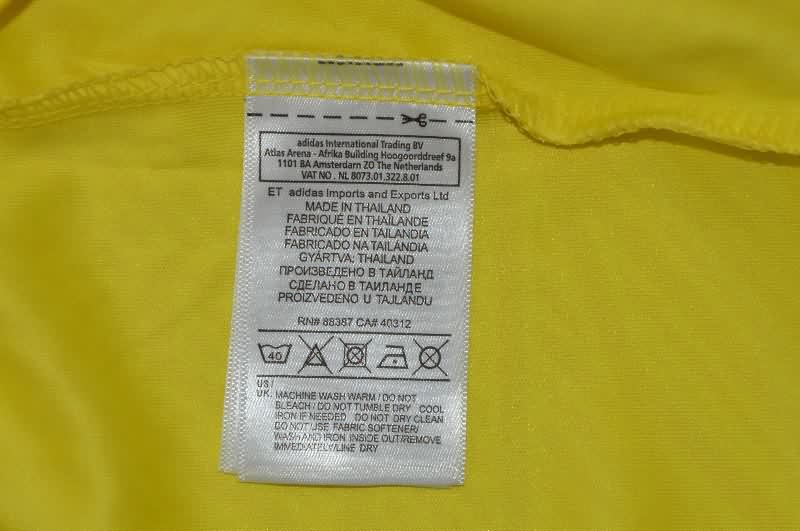 adidas International Trading BV
Atlas Arena - Afrika Building Hoogoorddreef 9a
1101 BA Amsterdam ZO The Netherlands
VAT NO . NL 8073.01.322.8.01
ET adidas Imports and Exports Ltd
MADE IN THAILAND
FABRIQUÉ EN THAÏLANDE
FABRICADO EN TAILANDIA
FABRICADO NA TAILÂNDIA
GYÁRTVA: THAILAND
ПРОИЗВЕДЕНО В ТАЙЛАНД
СДЕЛАНО В ТАИЛАНДЕ
PROIZVEDENO U TAJLANDU
RN# 88387 CA# 40312
40
US /
UK: MACHINE WASH WARM / DO NOT
BLEACH / DO NOT TUMBLE DRY COOL
IRON IF NEEDED DO NOT DRY CLEAN
DO NOT USE FABRIC SOFTENER/
WASH AND IRON INSIDE OUT/REMOVE
IMMEDIATELY/LINE DRY